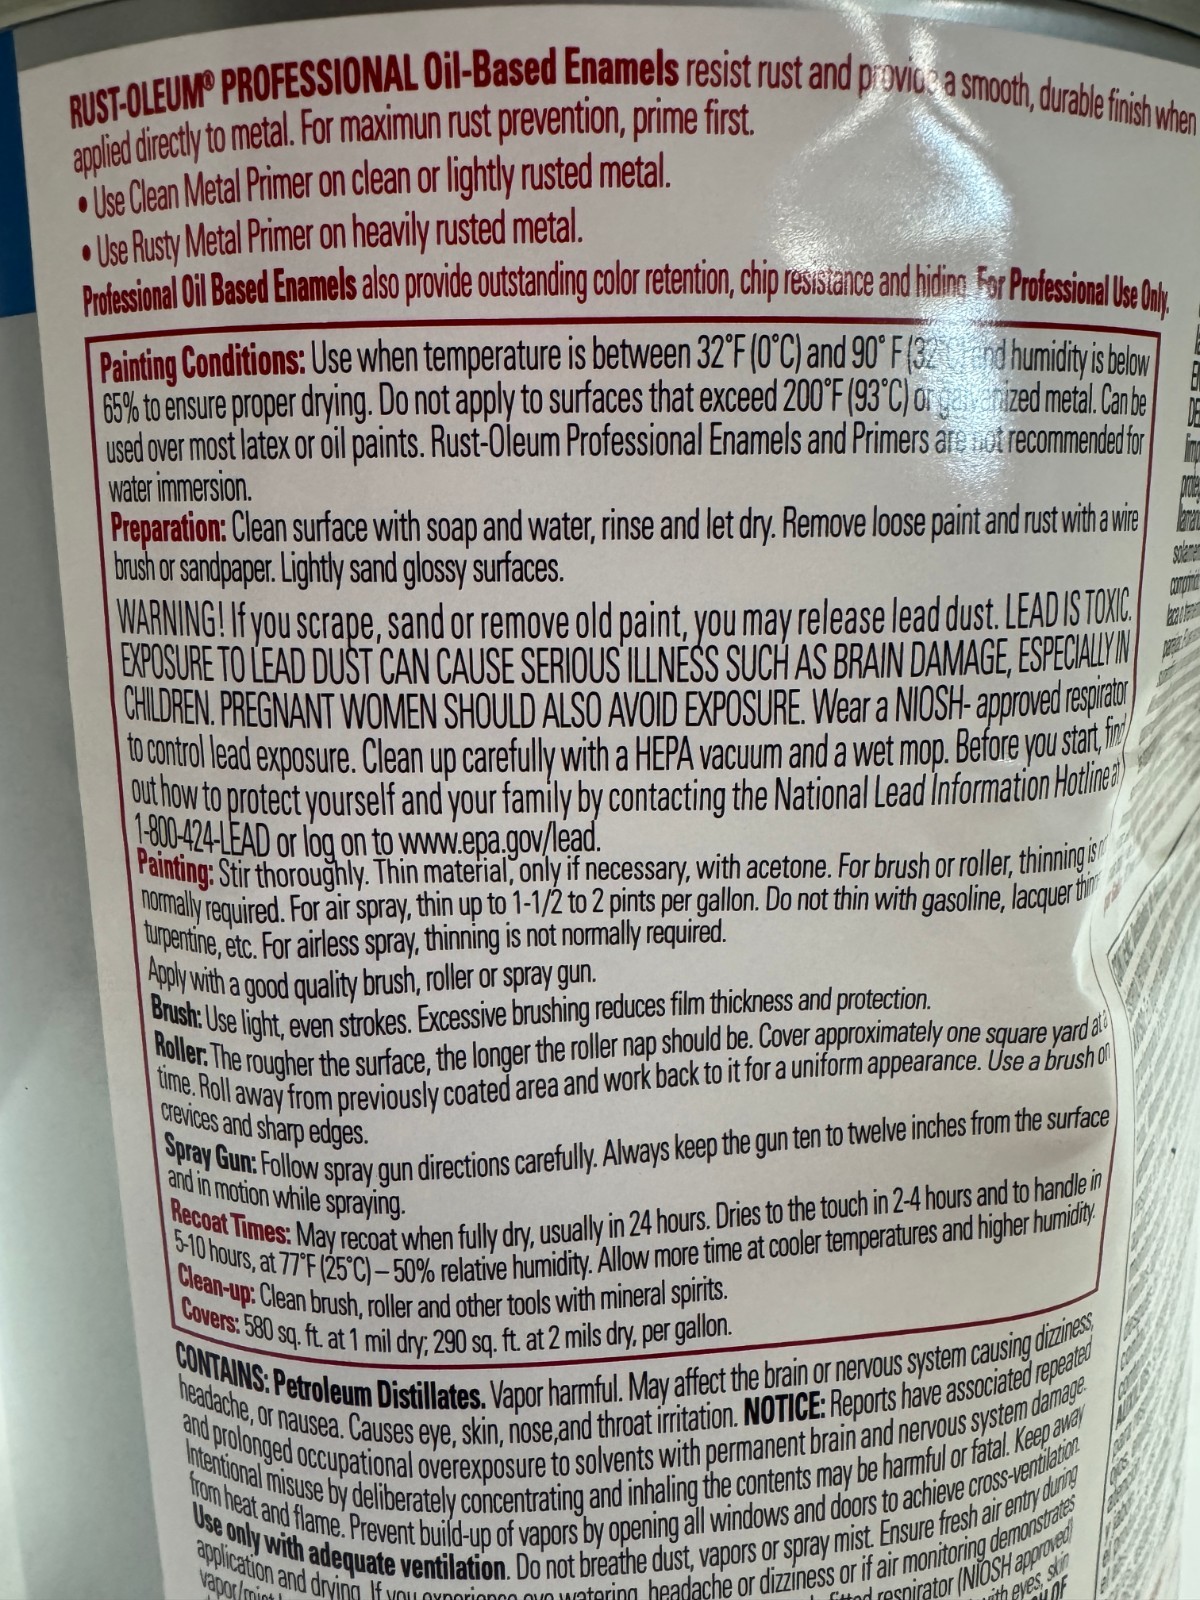 RUST-OLEUM® PROFESSIONAL Oil-Based Enamels resist rust and provide a smooth, durable finish when
applied directly to metal. For maximun rust prevention, prime first.
• Use Clean Metal Primer on clean or lightly rusted metal.
• Use Rusty Metal Primer on heavily rusted metal.
Professional Oil Based Enamels also provide outstanding color retention, chip resistance and hiding. For Professional Use Only.
Painting Conditions: Use when temperature is between 32°F (0°C) and 90° F (32°C) and humidity is below
65% to ensure proper drying. Do not apply to surfaces that exceed 200°F (93°C) or galvanized metal. Can be
used over most latex or oil paints. Rust-Oleum Professional Enamels and Primers are not recommended for
water immersion.
Preparation: Clean surface with soap and water, rinse and let dry. Remove loose paint and rust with a wire
brush or sandpaper. Lightly sand glossy surfaces.
WARNING! If you scrape, sand or remove old paint, you may release lead dust. LEAD IS TOXIC.
EXPOSURE TO LEAD DUST CAN CAUSE SERIOUS ILLNESS SUCH AS BRAIN DAMAGE, ESPECIALLY IN
CHILDREN. PREGNANT WOMEN SHOULD ALSO AVOID EXPOSURE. Wear a NIOSH- approved respirator
to control lead exposure. Clean up carefully with a HEPA vacuum and a wet mop. Before you start, find
out how to protect yourself and your family by contacting the National Lead Information Hotline at
1-800-424-LEAD or log on to www.epa.gov/lead.
Painting: Stir thoroughly. Thin material, only if necessary, with acetone. For brush or roller, thinning is
normally required. For air spray, thin up to 1-1/2 to 2 pints per gallon. Do not thin with gasoline, lacquer
turpentine, etc. For airless spray, thinning is not normally required.
Apply with a good quality brush, roller or spray gun.
Brush: Use light, even strokes. Excessive brushing reduces film thickness and protection.
Roller: The rougher the surface, the longer the roller nap should be. Cover approximately one square yard at a
time. Roll away from previously coated area and work back to it for a uniform appearance. Use a brush on
crevices and sharp edges.
Spray Gun: Follow spray gun directions carefully. Always keep the gun ten to twelve inches from the surface
and in motion while spraying.
Recoat Times: May recoat when fully dry, usually in 24 hours. Dries to the touch in 2-4 hours and to handle in
5-10 hours, at 77°F (25°C) – 50% relative humidity. Allow more time at cooler temperatures and higher humidity.
Clean-up: Clean brush, roller and other tools with mineral spirits.
Covers: 580 sq. ft. at 1 mil dry; 290 sq. ft. at 2 mils dry, per gallon.
CONTAINS: Petroleum Distillates. Vapor harmful. May affect the brain or nervous system causing dizziness,
headache, or nausea. Causes eye, skin, nose,and throat irritation. NOTICE: Reports have associated repeated
and prolonged occupational overexposure to solvents with permanent brain and nervous system damage.
Intentional misuse by deliberately concentrating and inhaling the contents may be harmful or fatal. Keep away
from heat and flame. Prevent build-up of vapors by opening all windows and doors to achieve cross-ventilation.
Use only with adequate ventilation. Do not breathe dust, vapors or spray mist. Ensure fresh air entry during
application and drying. If you experience eye watering, headache or dizziness or if air monitoring demonstrates
respirator (NIOSH approved)
eyes, skin